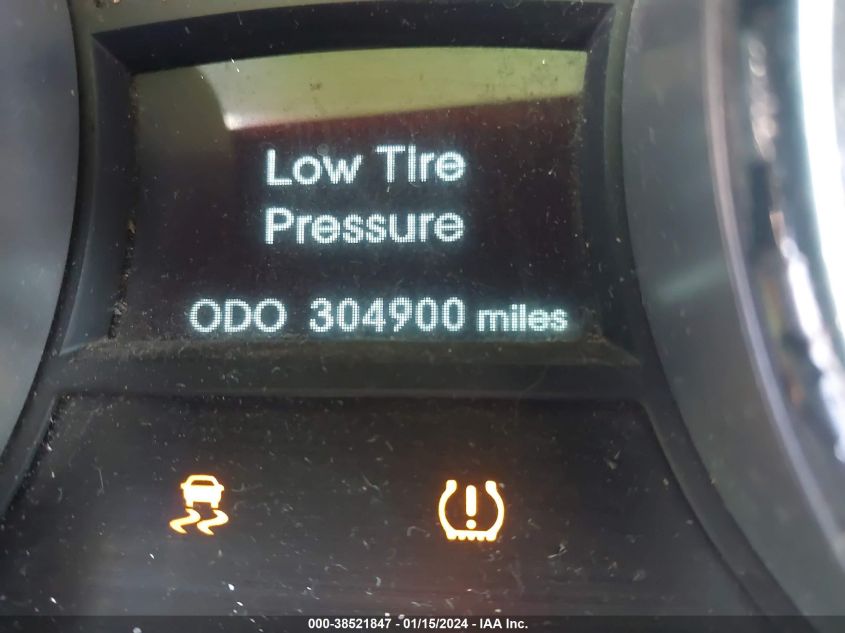 Low Tire
Pressure
ODO 304900 miles
000-38521847 - 01/15/2024 - IAA Inc.